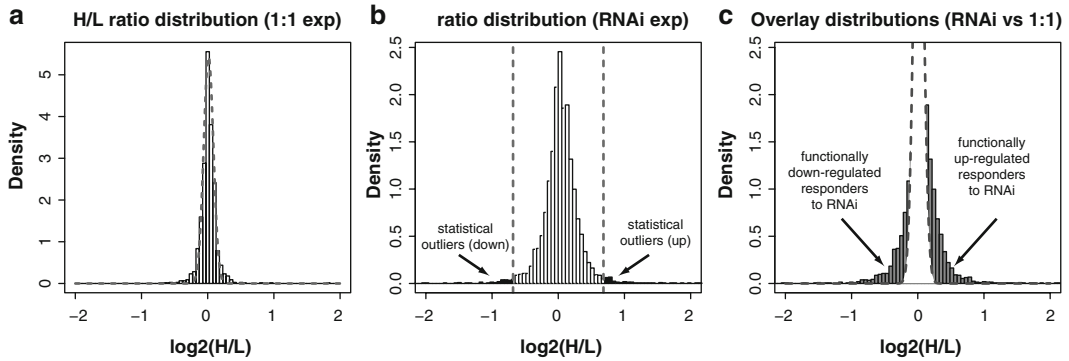 a
H/L ratio distribution (1:1 exp)
Density
5
4
3
2
1
0
−2
−1
0
1
2
log2(H/L)
b
ratio distribution (RNAi exp)
Density
2.5
2.0
1.5
1.0
0.5
0.0
statistical
outliers (down)
statistical
outliers (up)
−2
−1
0
1
2
log2(H/L)
c
Overlay distributions (RNAi vs 1:1)
Density
2.5
2.0
1.5
1.0
0.5
0.0
functionally
down-regulated
responders
to RNAi
functionally
up-regulated
responders
to RNAi
−2
−1
0
1
2
log2(H/L)